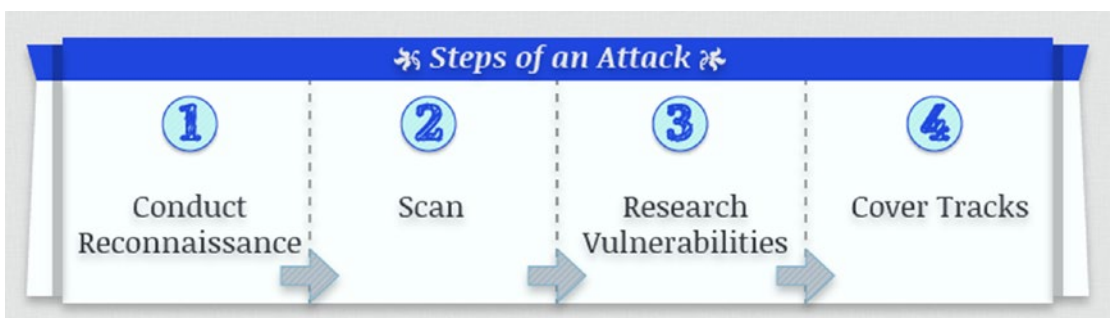 Steps of an Attack
1
2
3
4
Conduct
Reconnaissance
Scan
Research
Vulnerabilities
Cover Tracks